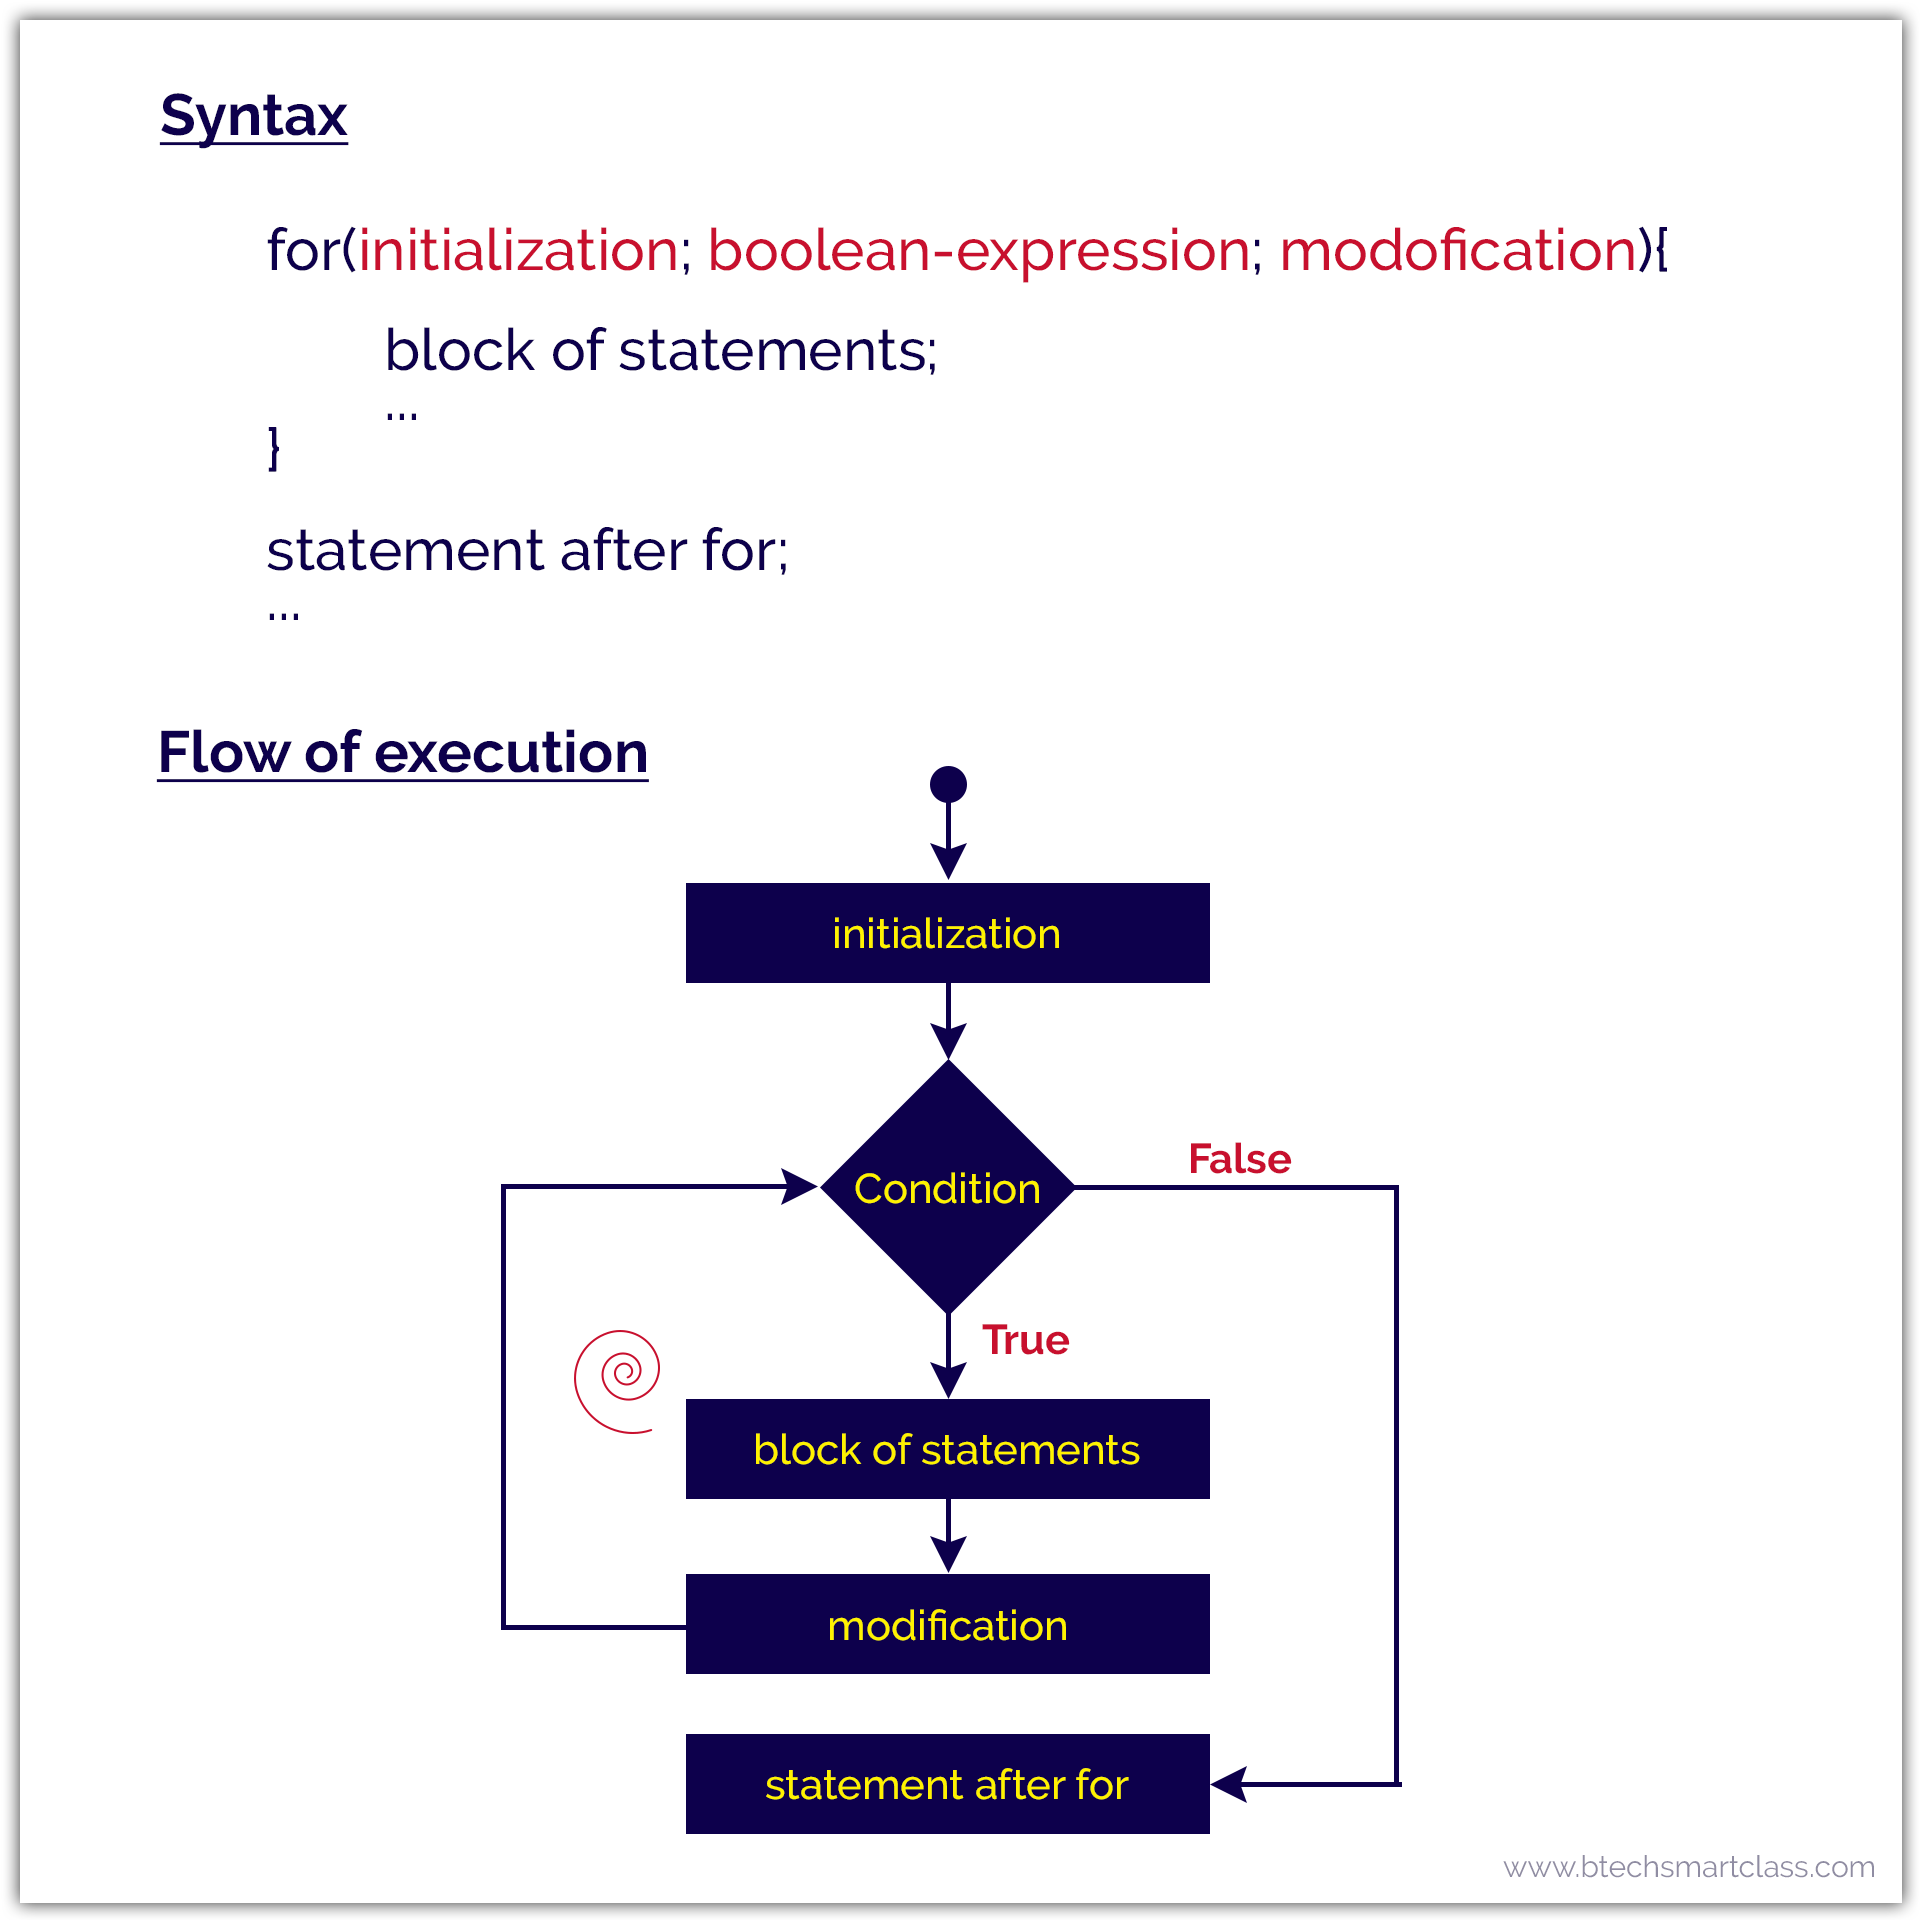 Syntax
for(initialization; boolean-expression; modofication){
block of statements;
...
}
statement after for;
...
Flow of execution
initialization
Condition
False
True
block of statements
modification
statement after for
www.btechsmartclass.com